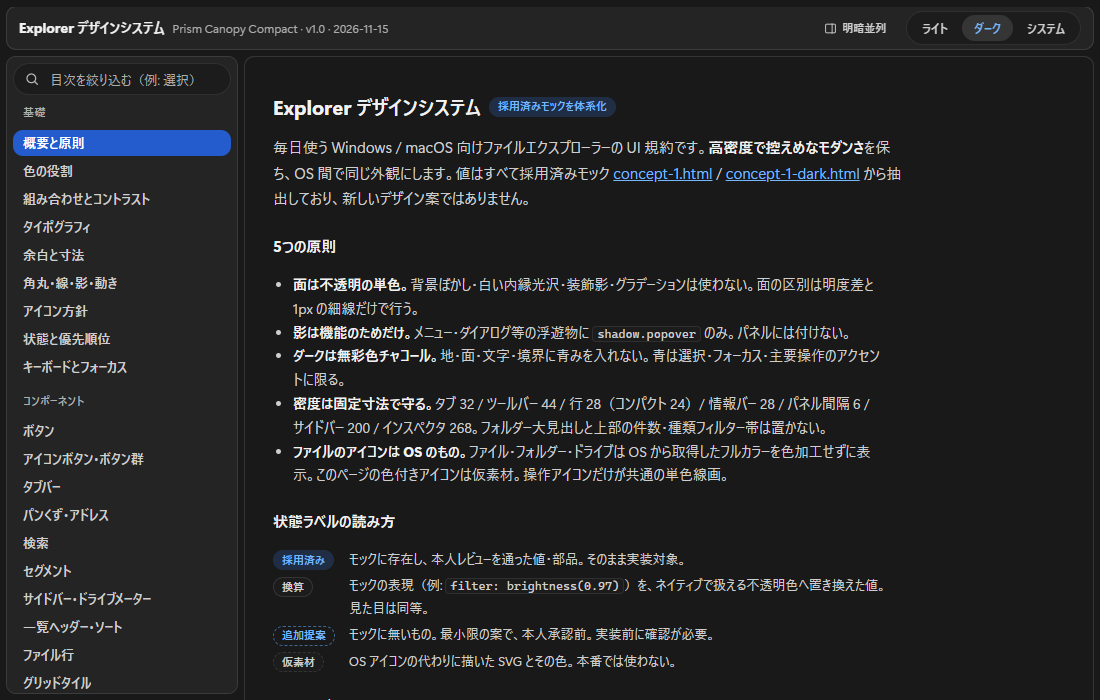 Explorer デザインシステム Prism Canopy Compact · v1.0 · 2026-11-15
明暗並列
ライト
ダーク
システム
目次を絞り込む（例: 選択）
基礎
概要と原則
色の役割
組み合わせとコントラスト
タイポグラフィ
余白と寸法
角丸・線・影・動き
アイコン方針
状態と優先順位
キーボードとフォーカス
コンポーネント
ボタン
アイコンボタン・ボタン群
タブバー
パンくず・アドレス
検索
セグメント
サイドバー・ドライブメーター
一覧ヘッダー・ソート
ファイル行
グリッドタイル
Explorer デザインシステム 採用済みモックを体系化
毎日使う Windows / macOS 向けファイルエクスプローラーの UI 規約です。高密度で控えめなモダンさを保
ち、OS 間で同じ外観にします。値はすべて採用済みモック concept-1.html / concept-1-dark.html から抽
出しており、新しいデザイン案ではありません。
5つの原則
• 面は不透明の単色。背景ぼかし・白い内縁光沢・装飾影・グラデーションは使わない。面の区別は明度差と
1px の細線だけで行う。
• 影は機能のためだけ。メニュー・ダイアログ等の浮遊物に shadow.popover のみ。パネルには付けない。
• ダークは無彩色チャコール。地・面・文字・境界に青みを入れない。青は選択・フォーカス・主要操作のアクセン
トに限る。
• 密度は固定寸法で守る。タブ 32 / ツールバー 44 / 行 28（コンパクト 24）/ 情報バー 28 / パネル間隔 6 /
サイドバー 200 / インスペクタ 268。フォルダー大見出しと上部の件数・種類フィルター帯は置かない。
• ファイルのアイコンは OS のもの。ファイル・フォルダー・ドライブは OS から取得したフルカラーを色加工せずに表
示。このページの色付きアイコンは仮素材。操作アイコンだけが共通の単色線画。
状態ラベルの読み方
採用済み モックに存在し、本人レビューを通った値・部品。そのまま実装対象。
換算 モックの表現（例: filter: brightness(0.97)）を、ネイティブで扱える不透明色へ置き換えた値。
見た目は同等。
追加提案 モックに無いもの。最小限の案で、本人承認前。実装前に確認が必要。
仮素材 OS アイコンの代わりに描いた SVG とその色。本番では使わない。